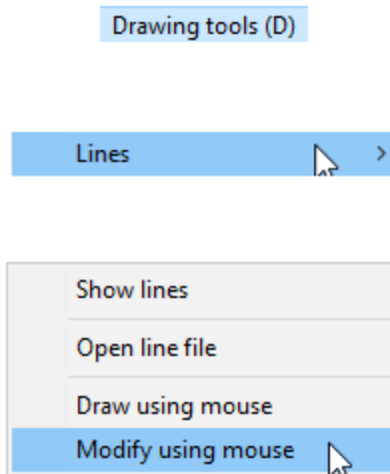 Drawing tools (D)
Lines
Show lines
Open line file
Draw using mouse
Modify using mouse